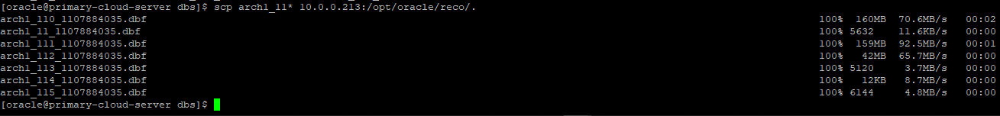 [oracle@primary-cloud-server dbs]$ scp arch1_11* 10.0.0.213:/opt/oracle/reco/.
arch1_110_1107884035.dbf 100% 160MB 70.6MB/s 00:02
arch1_11_1107884035.dbf 100% 5632 11.6KB/s 00:00
arch1_111_1107884035.dbf 100% 159MB 92.5MB/s 00:01
arch1_112_1107884035.dbf 100% 42MB 65.7MB/s 00:00
arch1_113_1107884035.dbf 100% 5120 3.7MB/s 00:00
arch1_114_1107884035.dbf 100% 12KB 8.7MB/s 00:00
arch1_115_1107884035.dbf 100% 6144 4.8MB/s 00:00
[oracle@primary-cloud-server dbs]$